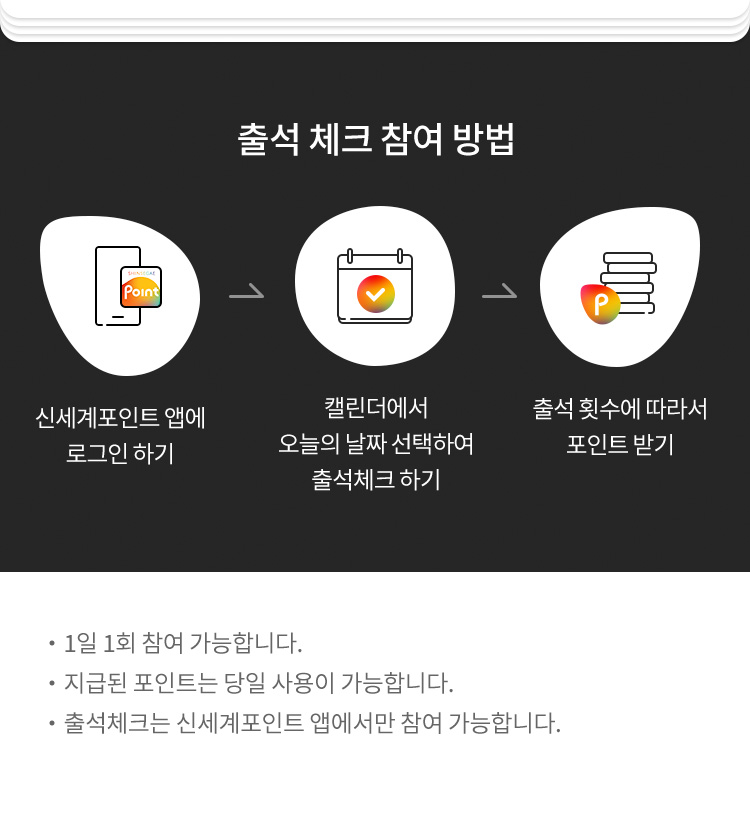 출석 체크 참여 방법
SHINSEGAE
Point
P
신세계포인트 앱에
로그인 하기
캘린더에서
오늘의 날짜 선택하여
출석체크 하기
출석 횟수에 따라서
포인트 받기
• 1일 1회 참여 가능합니다.
• 지급된 포인트는 당일 사용이 가능합니다.
• 출석체크는 신세계포인트 앱에서만 참여 가능합니다.